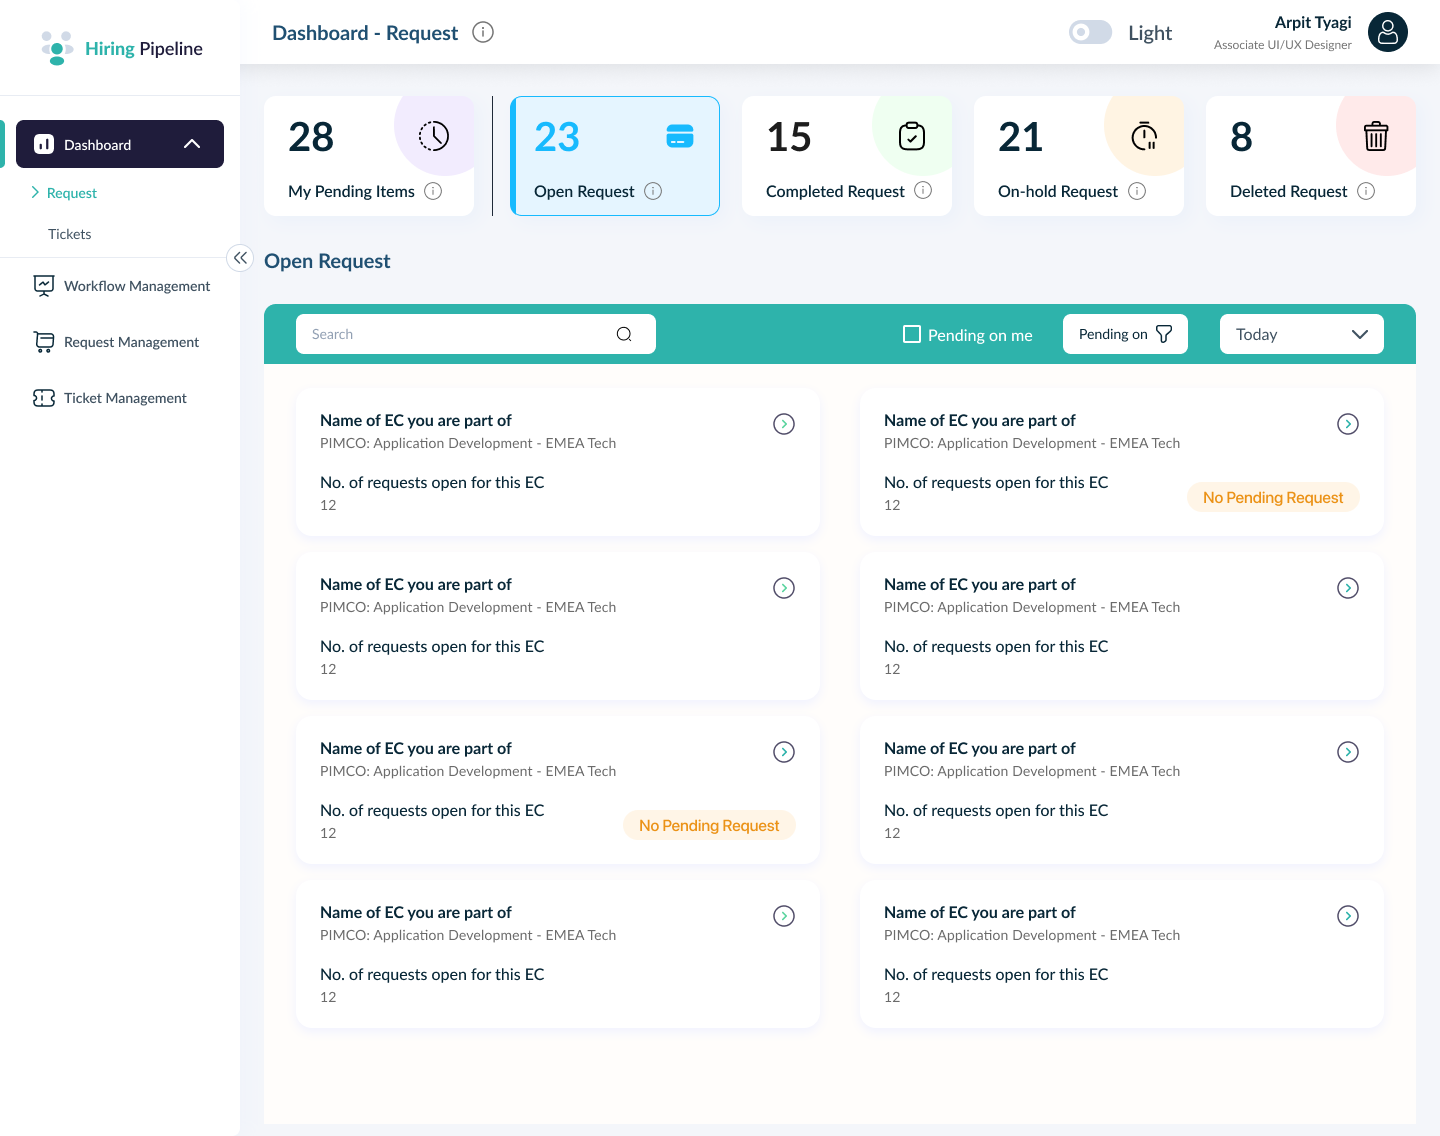 Hiring Pipeline
Dashboard
Request
Tickets
Workflow Management
Request Management
Ticket Management
Dashboard - Request
Light
Arpit Tyagi
Associate UI/UX Designer
28
My Pending Items
23
Open Request
15
Completed Request
21
On-hold Request
8
Deleted Request
Open Request
Search
Pending on me
Pending on
Today
Name of EC you are part of
PIMCO: Application Development - EMEA Tech
No. of requests open for this EC
12
Name of EC you are part of
PIMCO: Application Development - EMEA Tech
No. of requests open for this EC
12
No Pending Request
Name of EC you are part of
PIMCO: Application Development - EMEA Tech
No. of requests open for this EC
12
Name of EC you are part of
PIMCO: Application Development - EMEA Tech
No. of requests open for this EC
12
Name of EC you are part of
PIMCO: Application Development - EMEA Tech
No. of requests open for this EC
12
No Pending Request
Name of EC you are part of
PIMCO: Application Development - EMEA Tech
No. of requests open for this EC
12
Name of EC you are part of
PIMCO: Application Development - EMEA Tech
No. of requests open for this EC
12
Name of EC you are part of
PIMCO: Application Development - EMEA Tech
No. of requests open for this EC
12